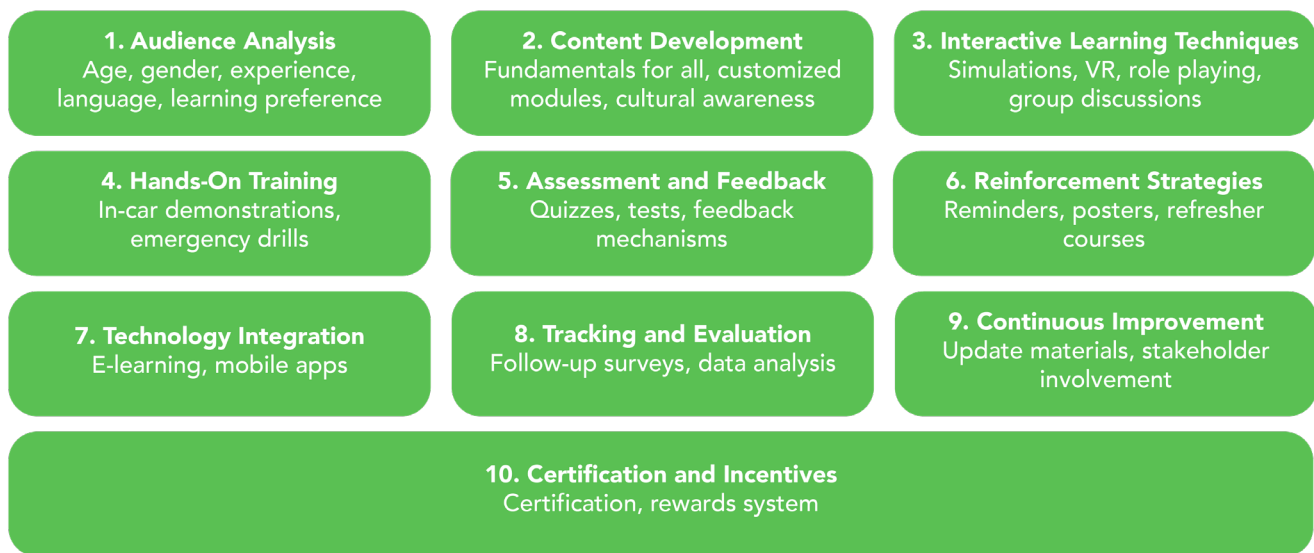 1. Audience Analysis
Age, gender, experience,
language, learning preference
2. Content Development
Fundamentals for all, customized
modules, cultural awareness
3. Interactive Learning Techniques
Simulations, VR, role playing,
group discussions
4. Hands-On Training
In-car demonstrations,
emergency drills
5. Assessment and Feedback
Quizzes, tests, feedback
mechanisms
6. Reinforcement Strategies
Reminders, posters, refresher
courses
7. Technology Integration
E-learning, mobile apps
8. Tracking and Evaluation
Follow-up surveys, data analysis
9. Continuous Improvement
Update materials, stakeholder
involvement
10. Certification and Incentives
Certification, rewards system